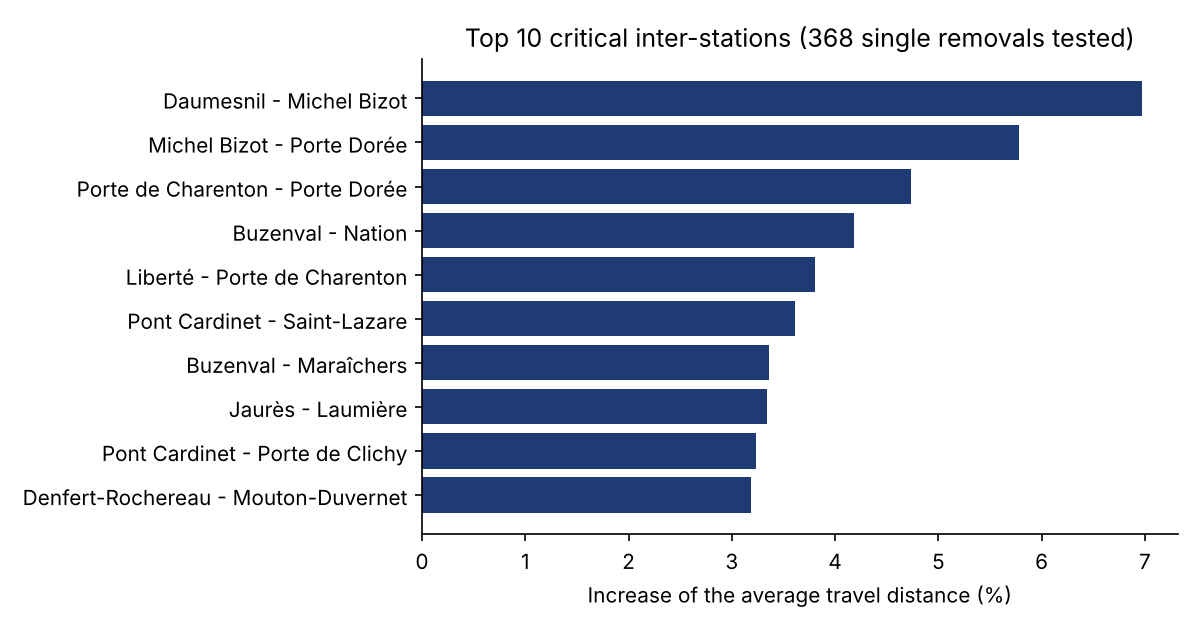 Top 10 critical inter-stations (368 single removals tested)
Daumesnil - Michel Bizot
Michel Bizot - Porte Dorée
Porte de Charenton - Porte Dorée
Buzenval - Nation
Liberté - Porte de Charenton
Pont Cardinet - Saint-Lazare
Buzenval - Maraîchers
Jaurès - Laumière
Pont Cardinet - Porte de Clichy
Denfert-Rochereau - Mouton-Duvernet
0 1 2 3 4 5 6 7
Increase of the average travel distance (%)